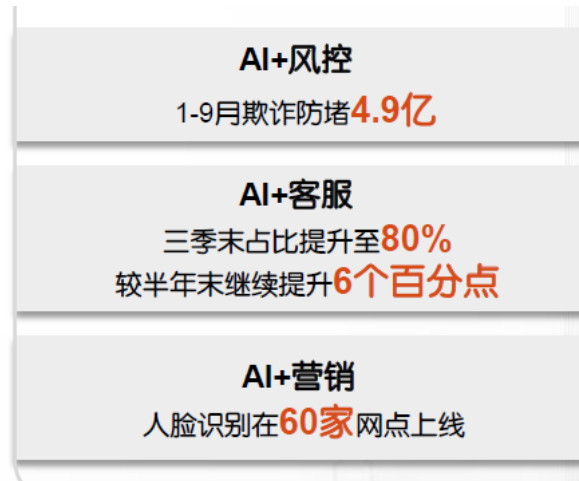 AI+风控
1-9月欺诈防堵4.9亿
AI+客服
三季末占比提升至80%
较半年末继续提升6个百分点
AI+营销
人脸识别在60家网点上线